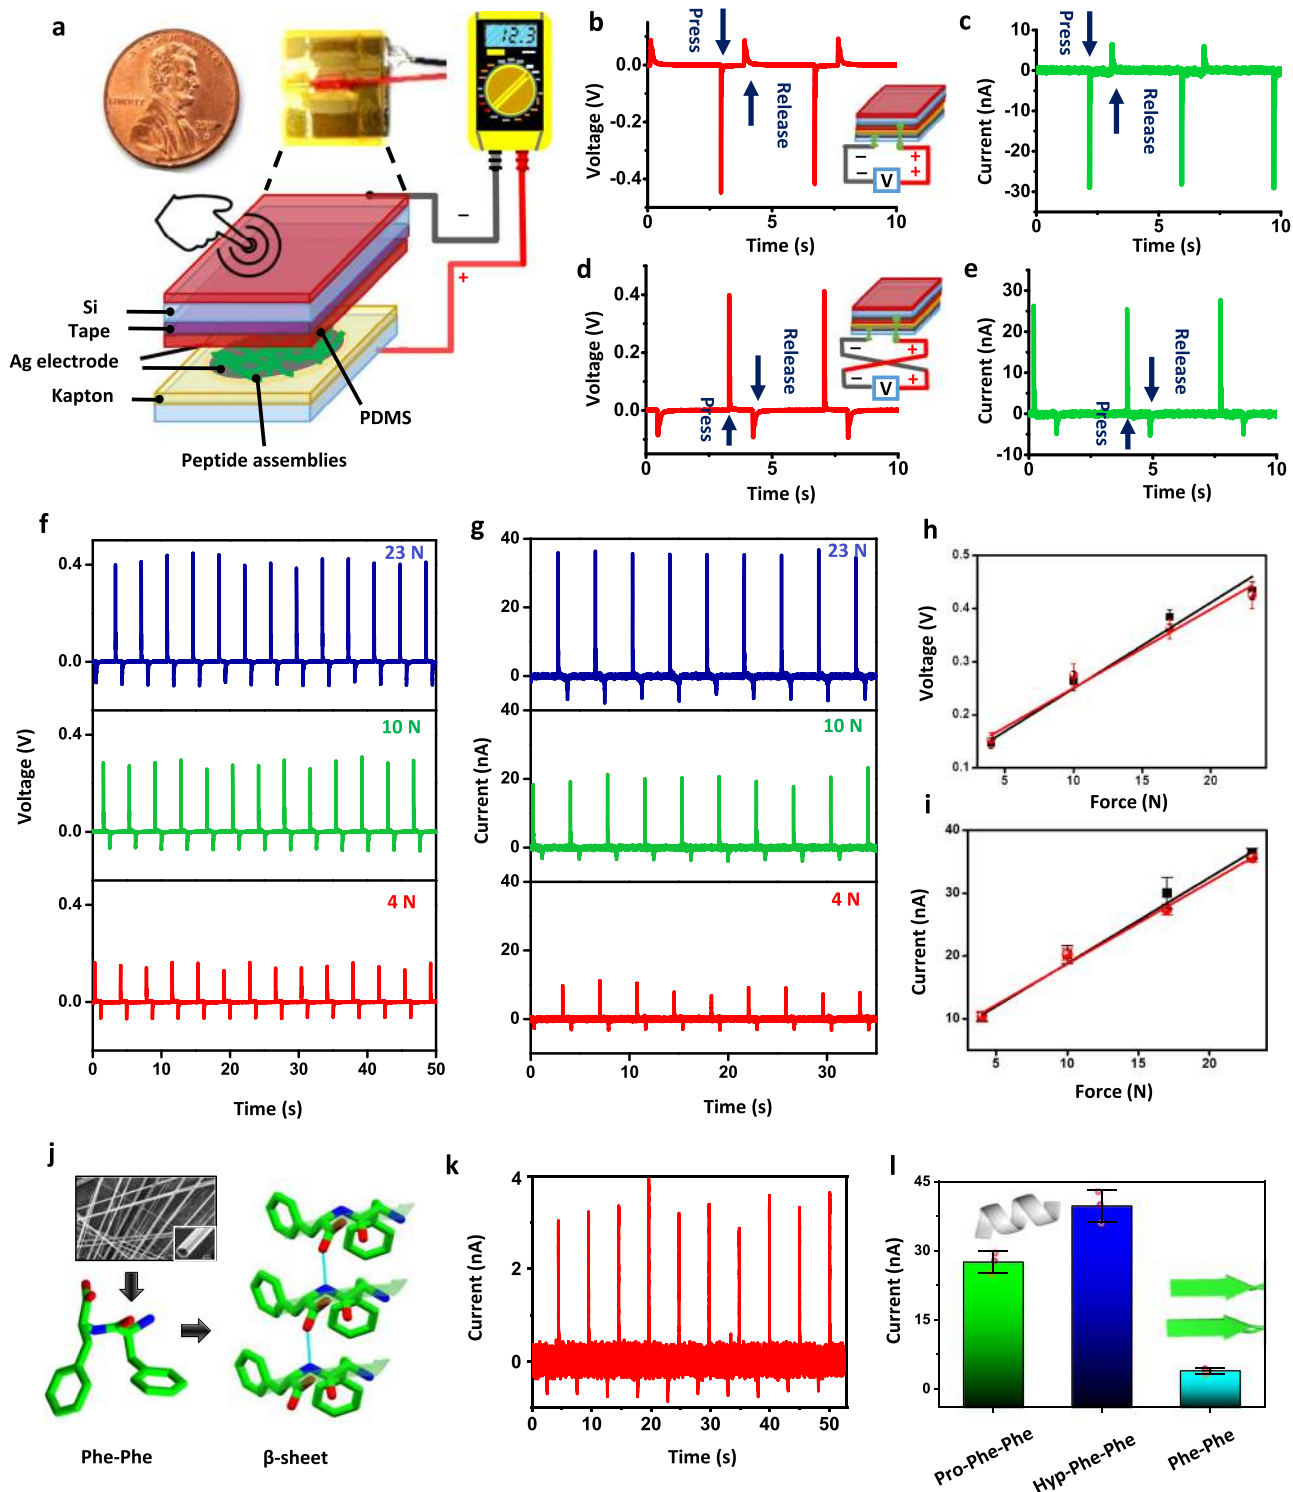 a
LIBERTY
12.3
−
+
Si
Tape
Ag electrode
Kapton
PDMS
Peptide assemblies
b
Voltage (V)
0.0
-0.2
-0.4
Press
Release
− +
− +
V
0 5 10
Time (s)
c
Current (nA)
10
0
-10
-20
-30
Press
Release
0 5 10
Time (s)
d
Voltage (V)
0.4
0.2
0.0
Press
Release
− +
− +
V
0 5 10
Time (s)
e
Current (nA)
30
20
10
0
-10
Press
Release
0 5 10
Time (s)
f
Voltage (V)
0.4
0.0
23 N
0.4
0.0
10 N
0.4
0.0
4 N
0 10 20 30 40 50
Time (s)
g
Current (nA)
40
20
0
23 N
40
20
0
10 N
40
20
0
4 N
0 10 20 30
Time (s)
h
Voltage (V)
0.5
0.4
0.3
0.2
0.1
5 10 15 20
Force (N)
i
Current (nA)
40
30
20
10
5 10 15 20
Force (N)
j
Phe-Phe
β-sheet
k
Current (nA)
4
2
0
0 10 20 30 40 50
Time (s)
l
Current (nA)
45
30
15
0
Pro-Phe-Phe
Hyp-Phe-Phe
Phe-Phe